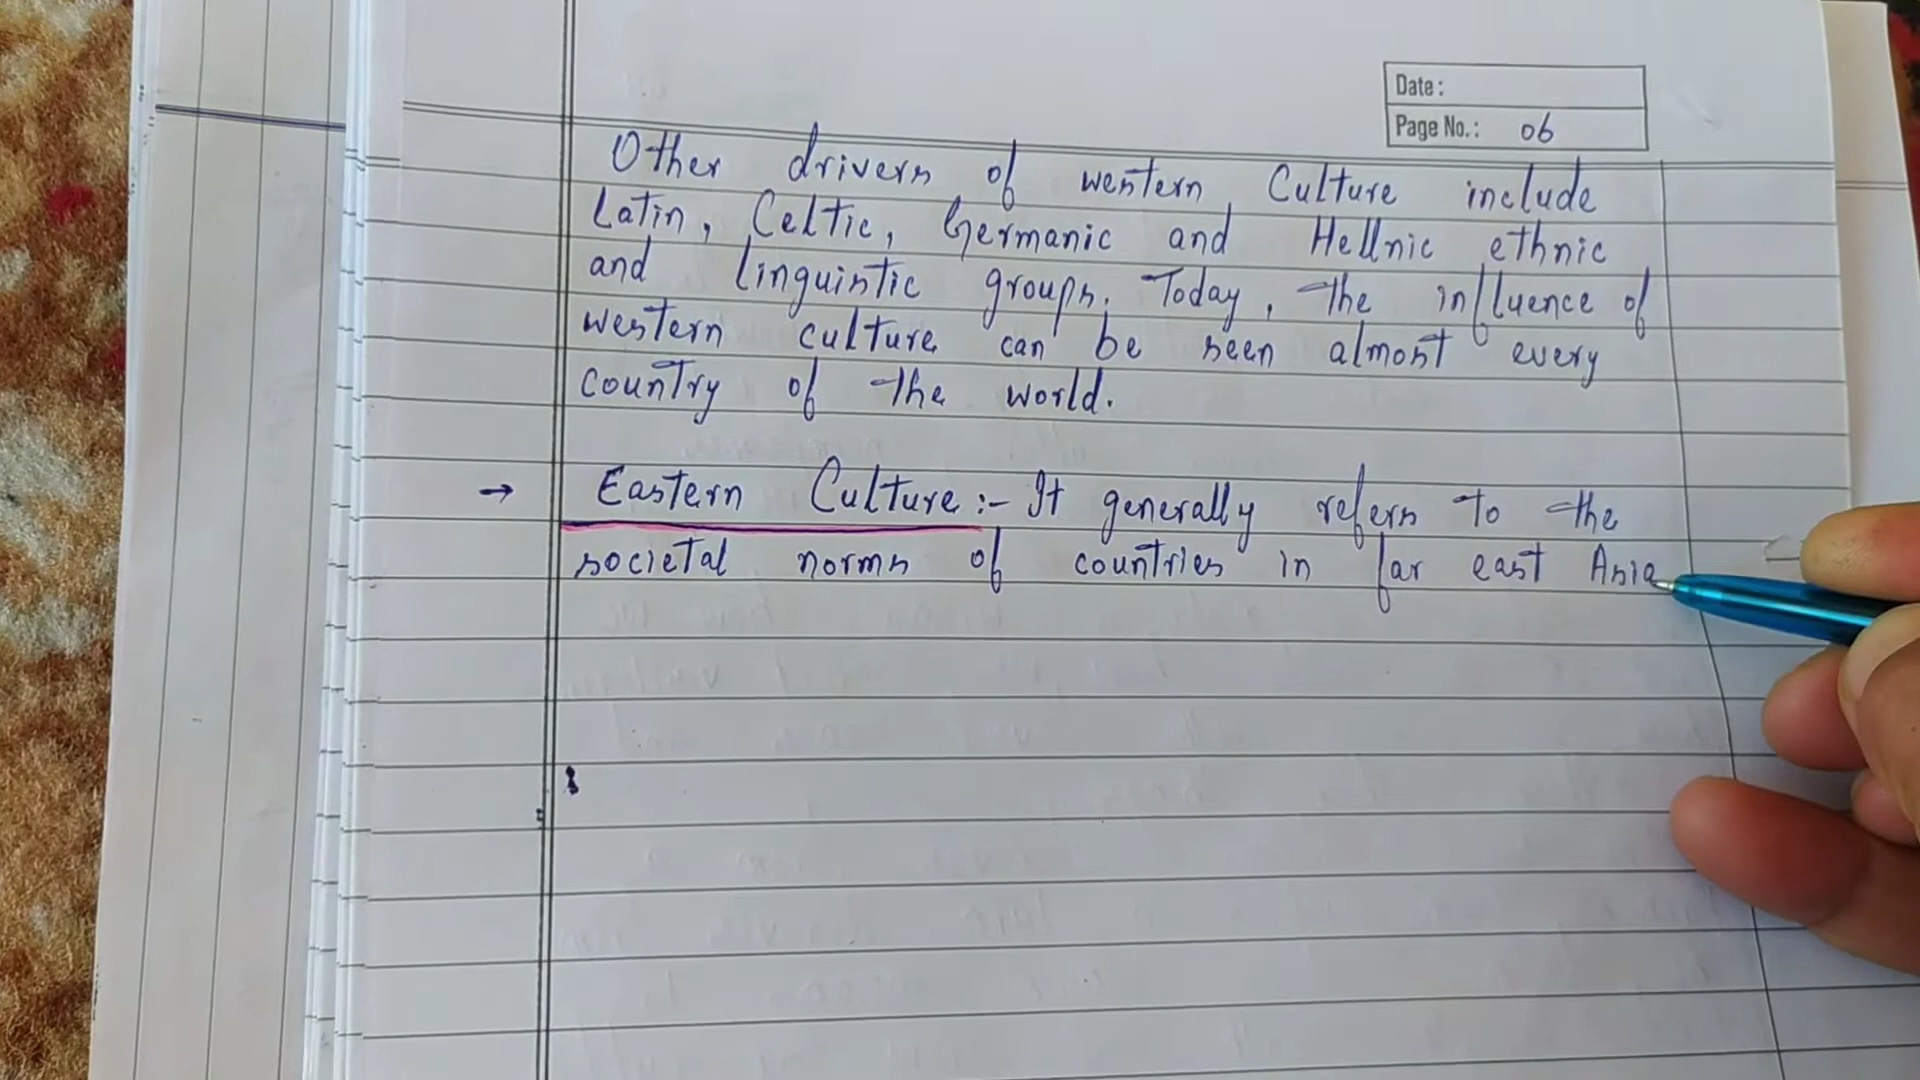 Date:
Page No.: 06
Other drivers of western Culture include
Latin, Celtic, Germanic and Hellnic ethnic
and linguistic groups. Today, the influence of
western culture can be seen almost every
country of the world.
→ Eastern Culture :- It generally refers to the
societal norms of countries in far east Asia